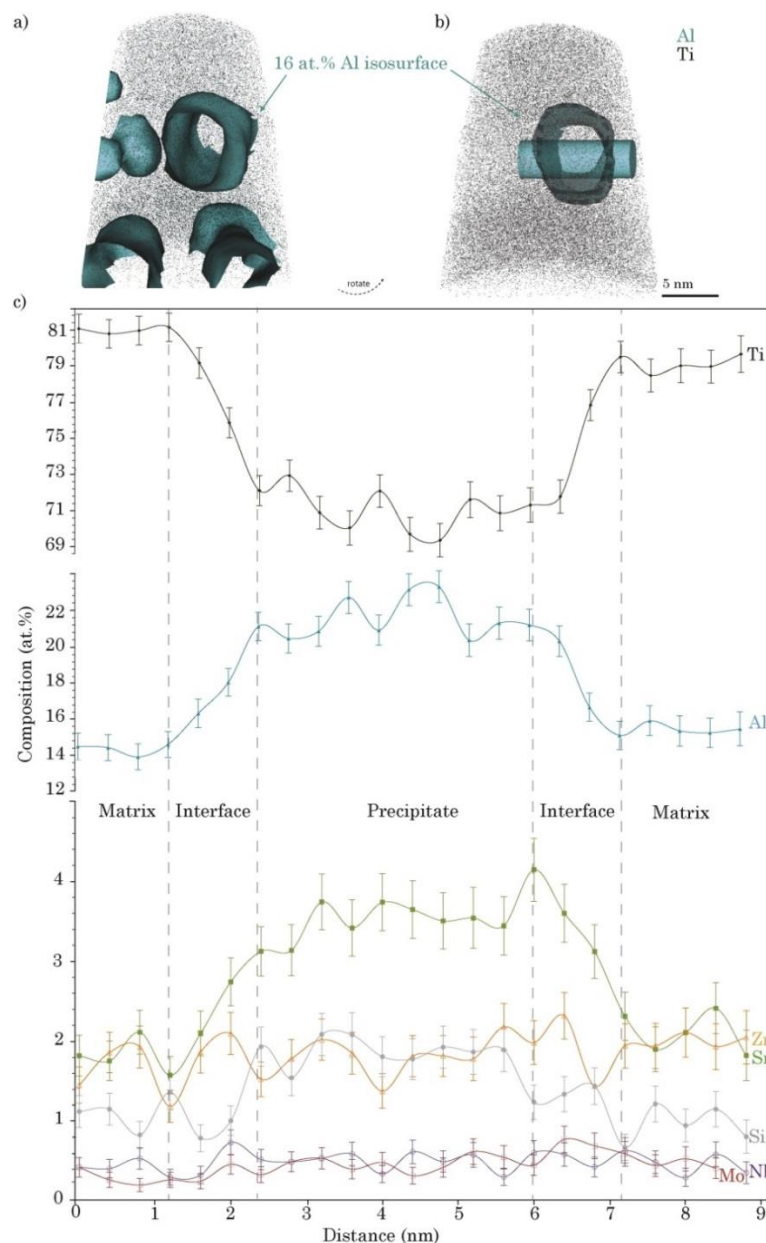 a)
b)
Al
Ti
16 at.% Al isosurface
rotate
5 nm
c)
81
79
77
75
73
71
69
Ti
22
20
18
16
14
12
Al
Composition (at.%)
Matrix
Interface
Precipitate
Interface
Matrix
4
3
2
1
0
Zr
Sn
Si
Mo
Nb
0
1
2
3
4
5
6
7
8
9
Distance (nm)